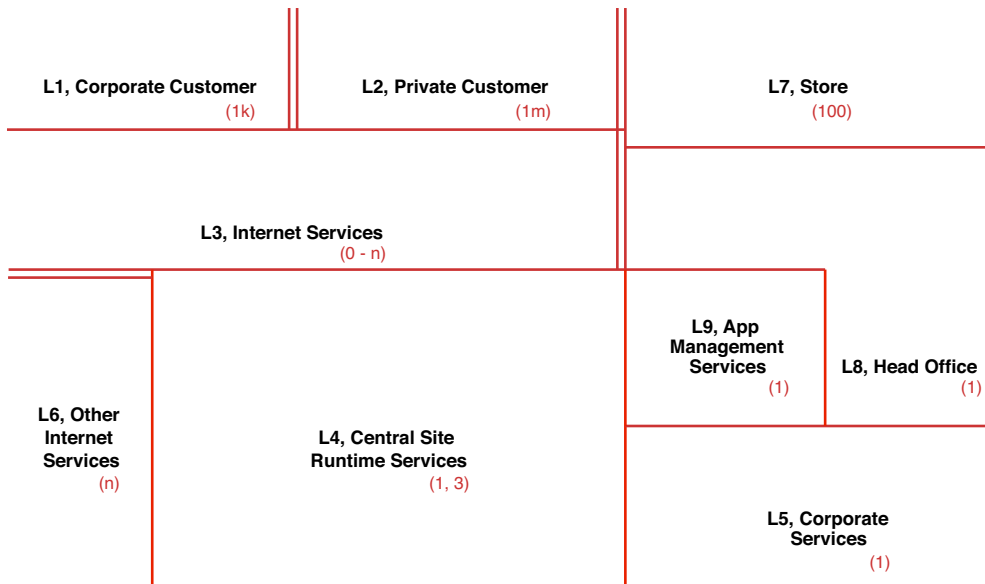 L1, Corporate Customer
(1k)
L2, Private Customer
(1m)
L7, Store
(100)
L3, Internet Services
(0 - n)
L9, App
Management
Services
(1)
L8, Head Office
(1)
L6, Other
Internet
Services
(n)
L4, Central Site
Runtime Services
(1, 3)
L5, Corporate
Services
(1)